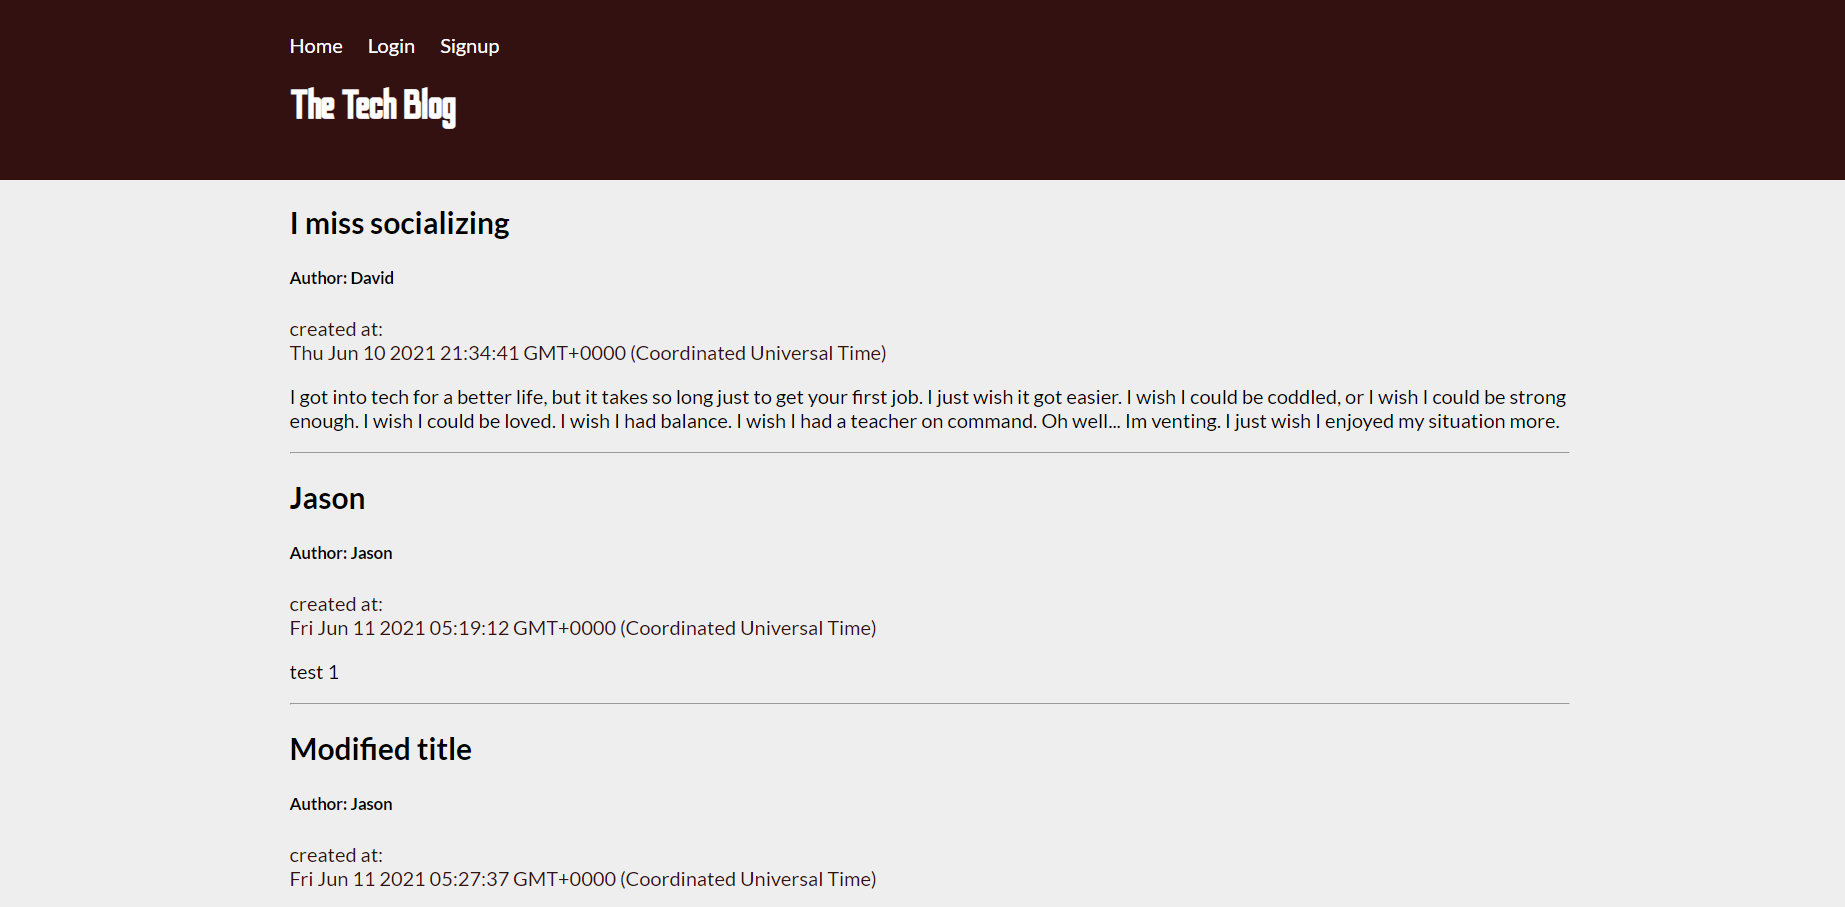 Home Login Signup
The Tech Blog
I miss socializing
Author: David
created at:
Thu Jun 10 2021 21:34:41 GMT+0000 (Coordinated Universal Time)
I got into tech for a better life, but it takes so long just to get your first job. I just wish it got easier. I wish I could be coddled, or I wish I could be strong
enough. I wish I could be loved. I wish I had balance. I wish I had a teacher on command. Oh well... Im venting. I just wish I enjoyed my situation more.
Jason
Author: Jason
created at:
Fri Jun 11 2021 05:19:12 GMT+0000 (Coordinated Universal Time)
test 1
Modified title
Author: Jason
created at:
Fri Jun 11 2021 05:27:37 GMT+0000 (Coordinated Universal Time)